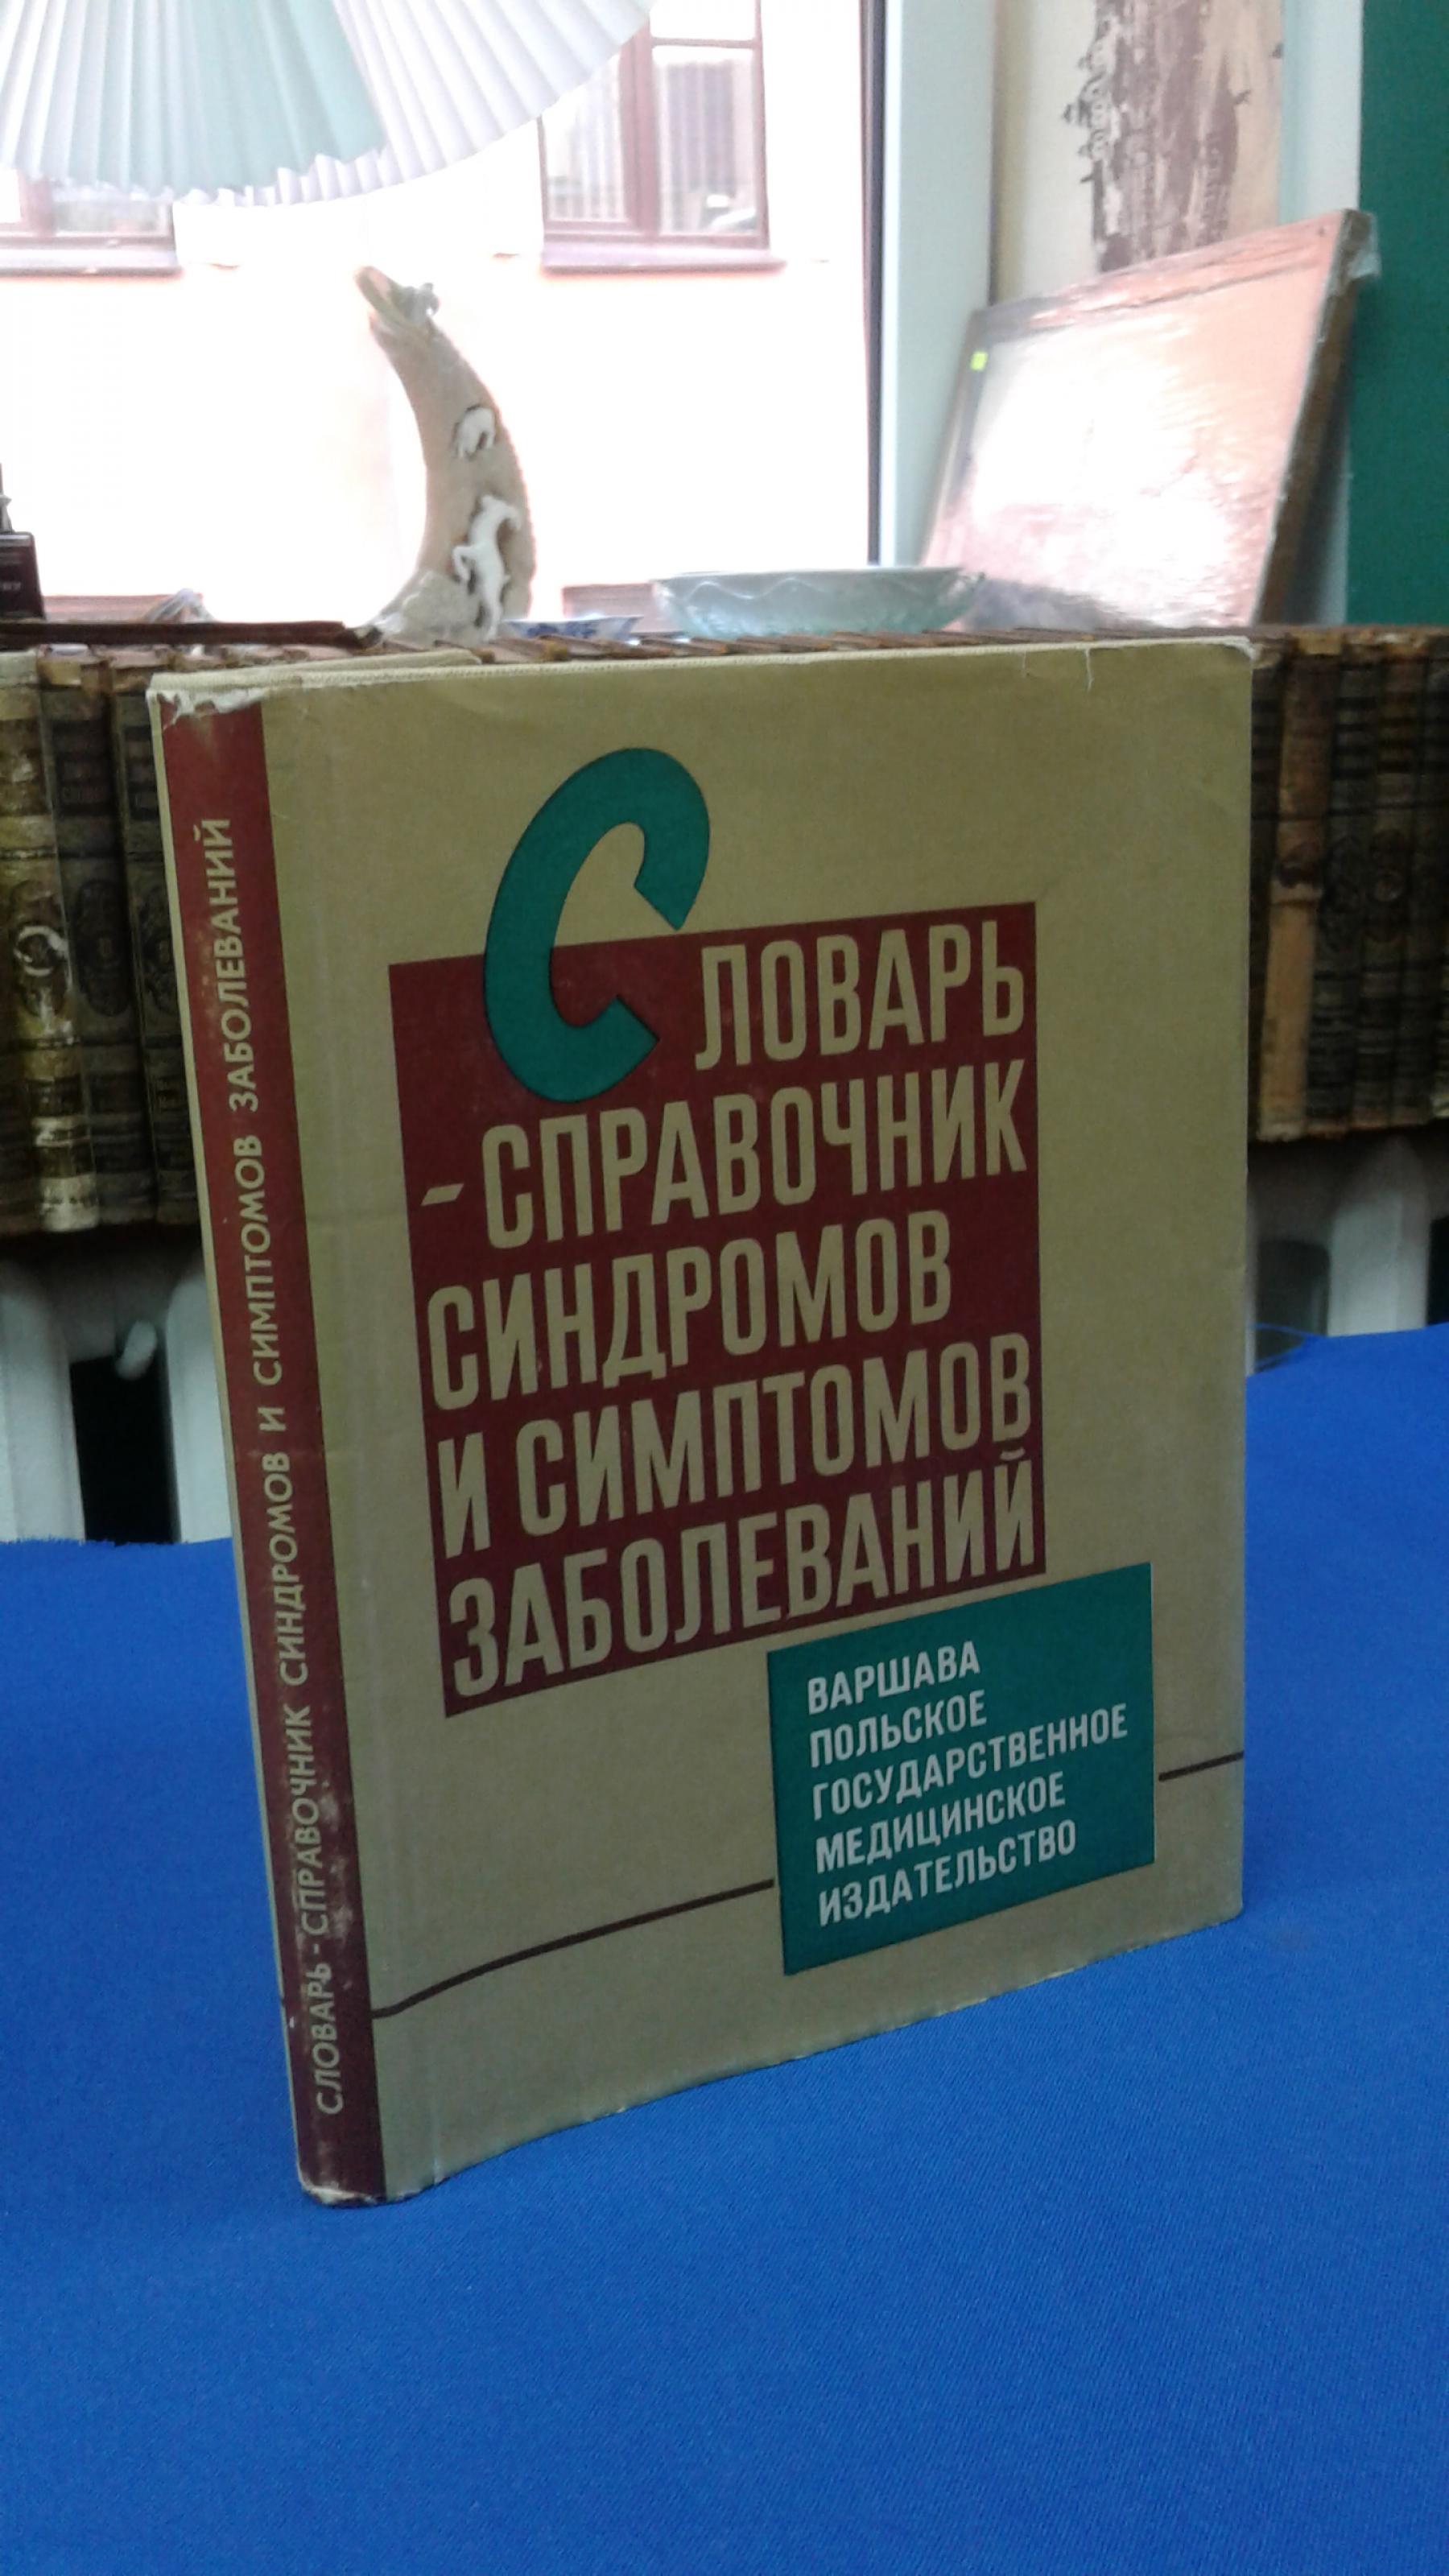 СЛОВАРЬ
-СПРАВОЧНИК
СИНДРОМОВ
И СИМПТОМОВ
ЗАБОЛЕВАНИЙ
ВАРШАВА
ПОЛЬСКОЕ
ГОСУДАРСТВЕННОЕ
МЕДИЦИНСКОЕ
ИЗДАТЕЛЬСТВО
СЛОВАРЬ-СПРАВОЧНИК СИНДРОМОВ И СИМПТОМОВ ЗАБОЛЕВАНИЙ